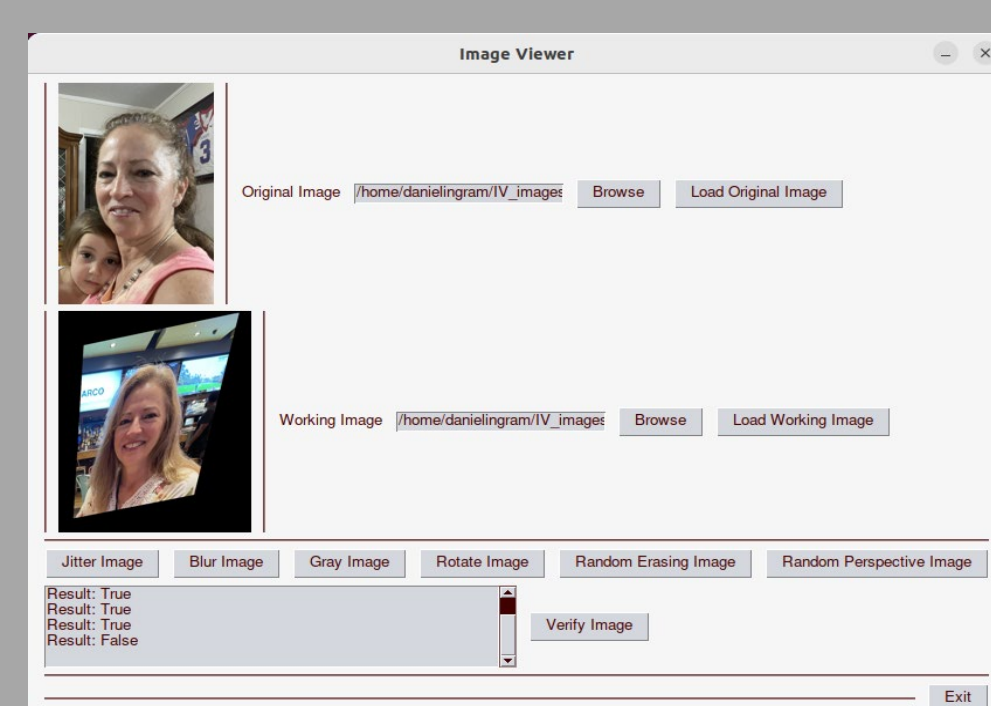 Image Viewer
3
Original Image /home/danielingram/IV_images Browse Load Original Image
ARCO
Working Image /home/danielingram/IV_images Browse Load Working Image
Jitter Image Blur Image Gray Image Rotate Image Random Erasing Image Random Perspective Image
Result: True
Result: True
Result: True
Result: False
Verify Image
Exit